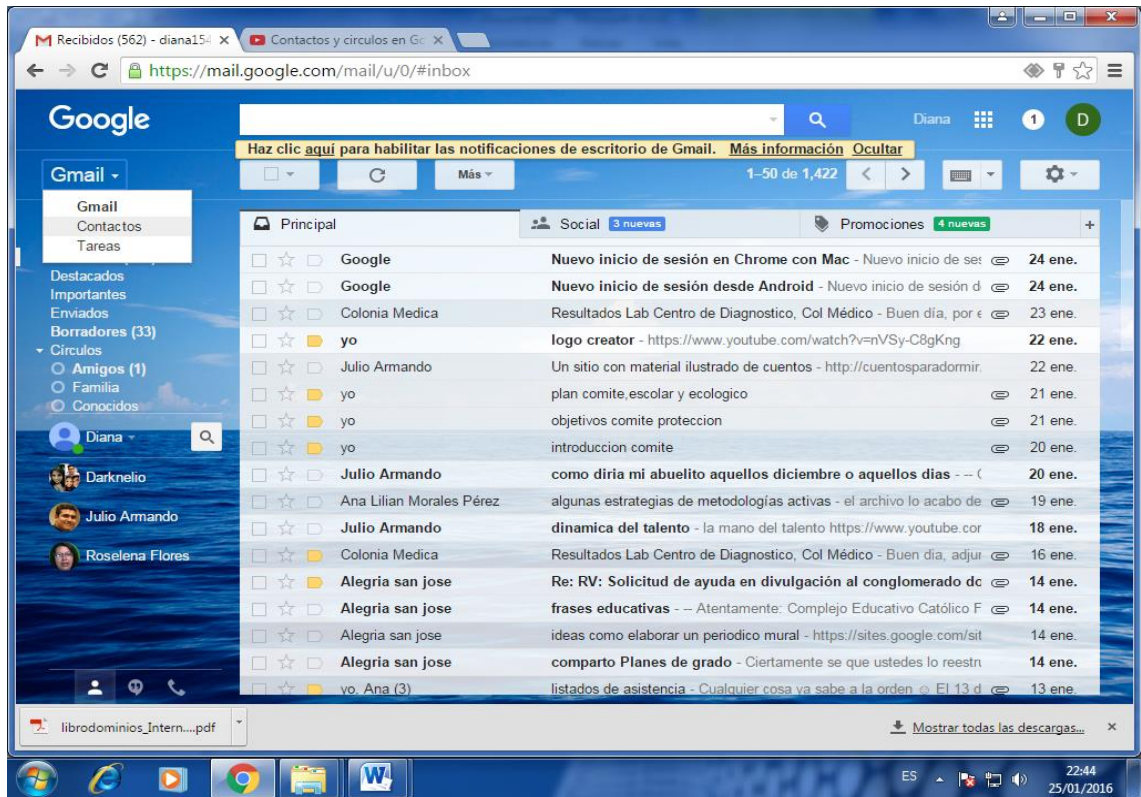 Recibidos (562) - diana154
Contactos y circulos en Go
https://mail.google.com/mail/u/0/#inbox
Google
Diana
1
D
Haz clic aquí para habilitar las notificaciones de escritorio de Gmail. Más información Ocultar
Gmail
Más
1–50 de 1,422
Gmail
Contactos
Tareas
Principal
Social 3 nuevas
Promociones 4 nuevas
+
Destacados
Importantes
Enviados
Borradores (33)
Círculos
Amigos (1)
Familia
Conocidos
Diana
Darknelio
Julio Armando
Roselena Flores
Google Nuevo inicio de sesión en Chrome con Mac - Nuevo inicio de ses 24 ene.
Google Nuevo inicio de sesión desde Android - Nuevo inicio de sesión d 24 ene.
Colonia Medica Resultados Lab Centro de Diagnostico, Col Médico - Buen día, por e 23 ene.
yo logo creator - https://www.youtube.com/watch?v=nVSy-C8gKng 22 ene.
Julio Armando Un sitio con material ilustrado de cuentos - http://cuentosparadormir. 22 ene.
yo plan comite,escolar y ecologico 21 ene.
yo objetivos comite proteccion 21 ene.
yo introduccion comite 20 ene.
Julio Armando como diria mi abuelito aquellos diciembre o aquellos dias - -- ( 20 ene.
Ana Lilian Morales Pérez algunas estrategias de metodologías activas - el archivo lo acabo de 19 ene.
Julio Armando dinamica del talento - la mano del talento https://www.youtube.cor 18 ene.
Colonia Medica Resultados Lab Centro de Diagnostico, Col Médico - Buen dia, adjur 16 ene.
Alegria san jose Re: RV: Solicitud de ayuda en divulgación al conglomerado dc 14 ene.
Alegria san jose frases educativas - -- Atentamente: Complejo Educativo Católico F 14 ene.
Alegria san jose ideas como elaborar un periodico mural - https://sites.google.com/sit 14 ene.
Alegria san jose comparto Planes de grado - Ciertamente se que ustedes lo reestru 14 ene.
yo, Ana (3) listados de asistencia - Cualquier cosa ya sabe a la orden ☺ El 13 d 13 ene.
librodominios_Intern....pdf
Mostrar todas las descargas...
W
ES
22:44
25/01/2016